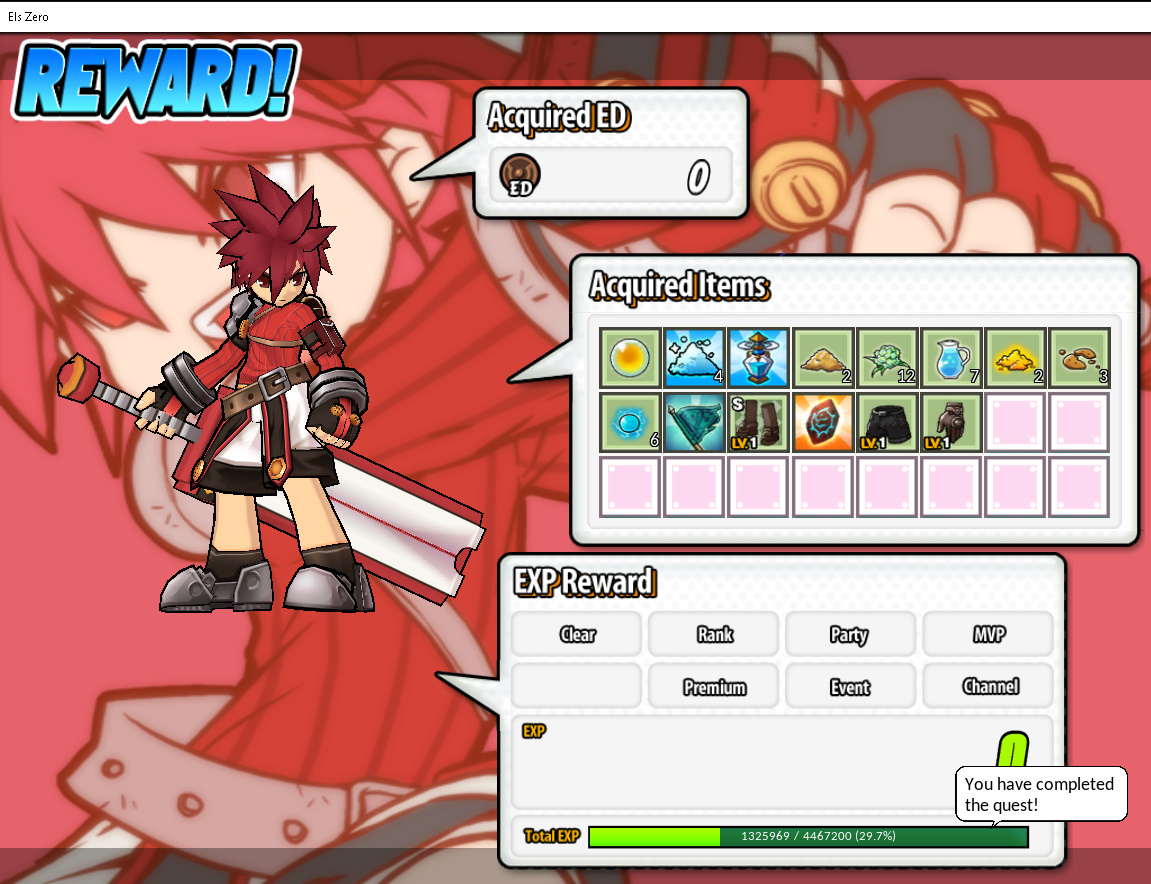 Els Zero
REWARD!
Acquired ED
ED
0
Acquired Items
4
2
12
7
2
3
6
S
LV.1
LV.1
LV.1
EXP Reward
Clear
Rank
Party
MVP
Premium
Event
Channel
EXP
0
You have completed
the quest!
Total EXP
1325969 / 4467200 (29.7%)